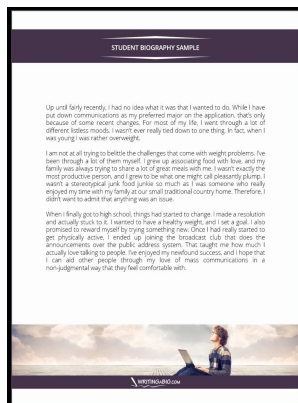 STUDENT BIOGRAPHY SAMPLE
Up until fairly recently, I had no idea what it was that I wanted to do. While I have
put down communications as my preferred major on the application, that's only
because of some recent changes. For most of my life, I went through a lot of
different listless moods. I wasn't ever really tied down to one thing. In fact, when I
was young I was rather overweight.
I am not at all trying to belittle the challenges that come with weight problems. I've
been through a lot of them myself. I grew up associating food with love, and my
family was always trying to share a lot of great meals with me. I wasn't exactly the
most productive person, and I grew to be what one might call pleasantly plump. I
wasn't a stereotypical junk food junkie so much as I was someone who really
enjoyed my time with my family at our small traditional country home. Therefore, I
didn't want to admit that anything was an issue.
When I finally got to high school, things had started to change. I made a resolution
and actually stuck to it. I wanted to have a healthy weight, and I set a goal. I also
promised to reward myself by trying something new. Once I had really started to
get physically active, I ended up joining the broadcast club that does the
announcements over the public address system. That taught me how much I
actually love talking to people. I've enjoyed my newfound success, and I hope that
I can aid other people through my love of mass communications in a
non-judgmental way that they feel comfortable with.
WRITINGABIO.COM